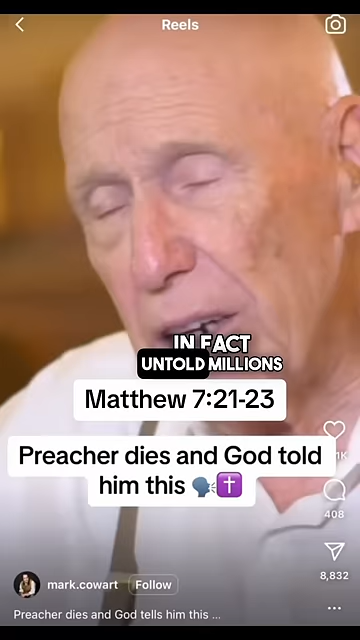 Reels
IN FACT
UNTOLD MILLIONS
Matthew 7:21-23
Preacher dies and God told
him this 🗣️✝️
408
8,832
mark.cowart
Follow
Preacher dies and God tells him this ...